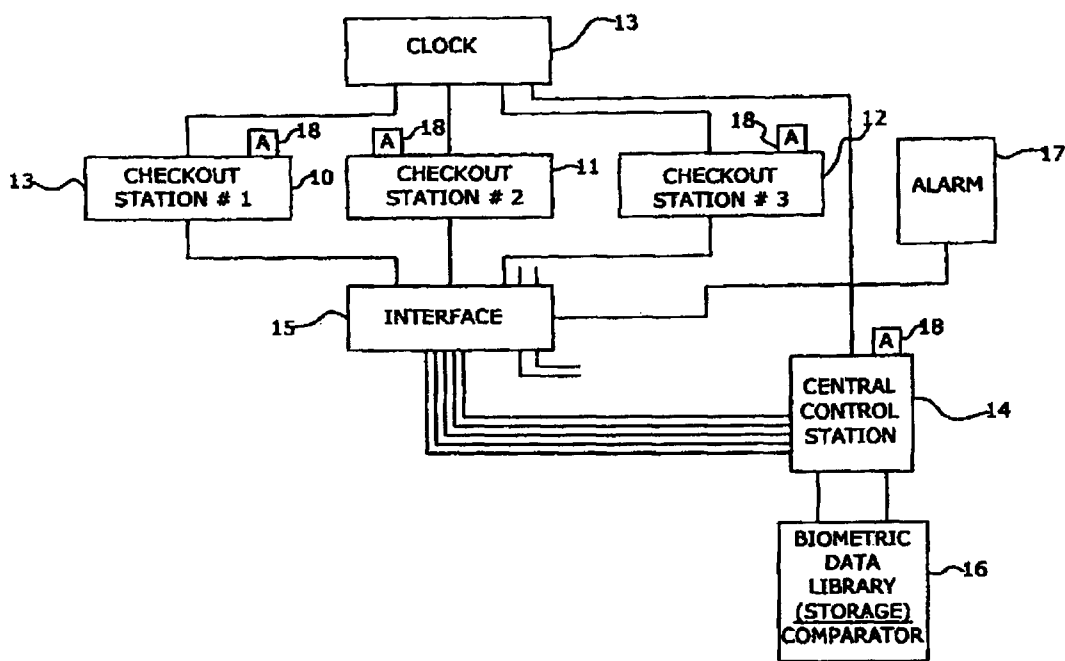 CLOCK
13
A
18
A
18
18
A
12
13
CHECKOUT
STATION # 1
10
CHECKOUT
STATION # 2
11
CHECKOUT
STATION # 3
ALARM
17
15
INTERFACE
A
18
CENTRAL
CONTROL
STATION
14
BIOMETRIC
DATA
LIBRARY
(STORAGE)
COMPARATOR
16